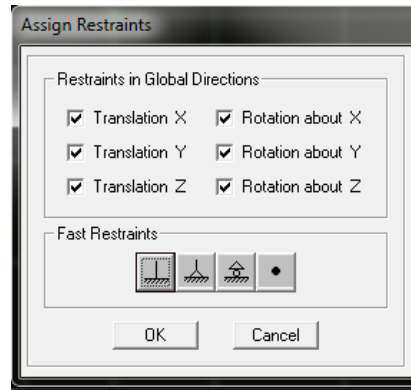 Assign Restraints
Restraints in Global Directions
Translation X Rotation about X
Translation Y Rotation about Y
Translation Z Rotation about Z
Fast Restraints
OK Cancel